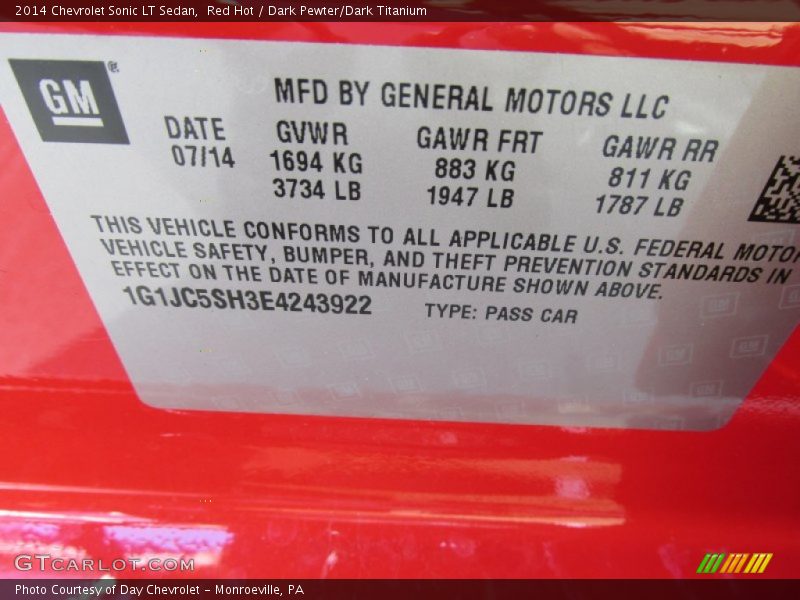 2014 Chevrolet Sonic LT Sedan,  Red Hot / Dark Pewter/Dark Titanium
GM®
MFD BY GENERAL MOTORS LLC
DATE GVWR GAWR FRT GAWR RR
07/14 1694 KG 883 KG 811 KG
3734 LB 1947 LB 1787 LB
THIS VEHICLE CONFORMS TO ALL APPLICABLE U.S. FEDERAL MOTOR
VEHICLE SAFETY, BUMPER, AND THEFT PREVENTION STANDARDS IN
EFFECT ON THE DATE OF MANUFACTURE SHOWN ABOVE.
1G1JC5SH3E4243922 TYPE: PASS CAR
GTCARLOT.COM
Photo Courtesy of Day Chevrolet - Monroeville, PA